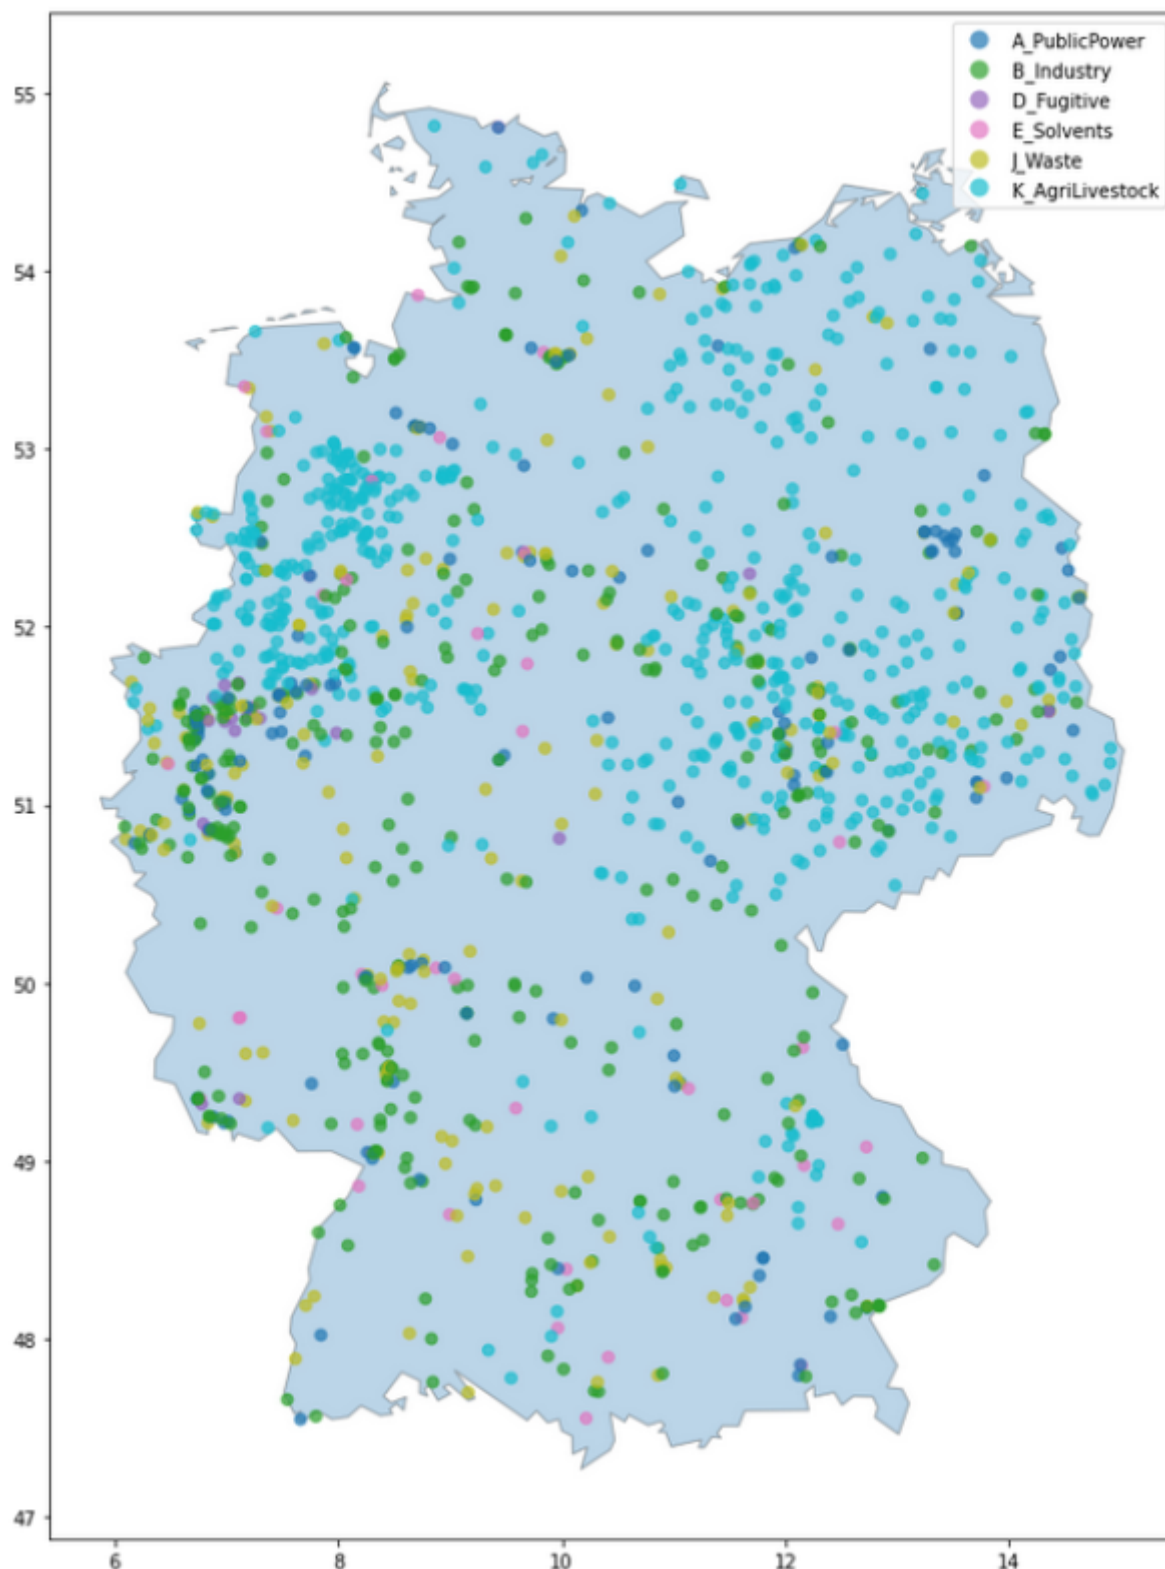 A_PublicPower
B_Industry
D_Fugitive
E_Solvents
J_Waste
K_AgriLivestock
55
54
53
52
51
50
49
48
47
6 8 10 12 14